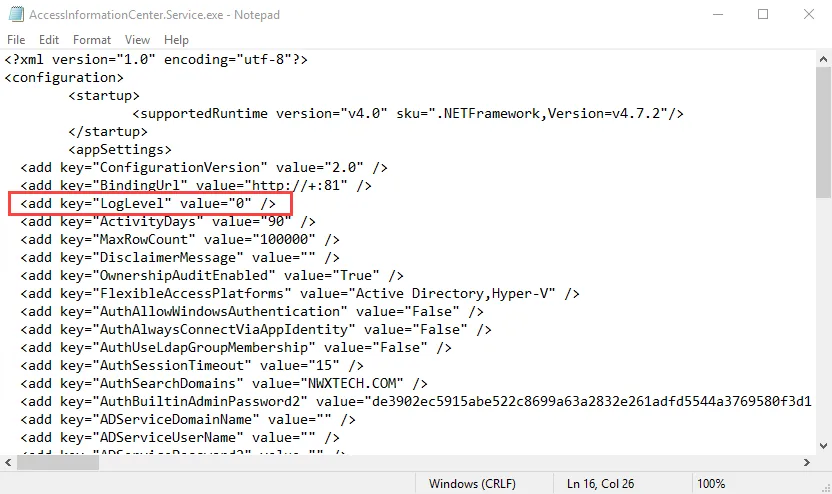 AccessInformationCenter.Service.exe - Notepad
File Edit Format View Help
<?xml version="1.0" encoding="utf-8"?>
<configuration>
<startup>
<supportedRuntime version="v4.0" sku=".NETFramework,Version=v4.7.2"/>
</startup>
<appSettings>
<add key="ConfigurationVersion" value="2.0" />
<add key="BindingUrl" value="http://+:81" />
<add key="LogLevel" value="0" />
<add key="ActivityDays" value="90" />
<add key="MaxRowCount" value="100000" />
<add key="DisclaimerMessage" value="" />
<add key="OwnershipAuditEnabled" value="True" />
<add key="FlexibleAccessPlatforms" value="Active Directory,Hyper-V" />
<add key="AuthAllowWindowsAuthentication" value="False" />
<add key="AuthAlwaysConnectViaAppIdentity" value="False" />
<add key="AuthUseLdapGroupMembership" value="False" />
<add key="AuthSessionTimeout" value="15" />
<add key="AuthSearchDomains" value="NWXTECH.COM" />
<add key="AuthBuiltinAdminPassword2" value="de3902ec5915abe522c8699a63a2832e261adfd5544a3769580f3d1
<add key="ADServiceDomainName" value="" />
<add key="ADServiceUserName" value="" />
<add key="ADServicePassword2" value="" />
Windows (CRLF) Ln 16, Col 26 100%